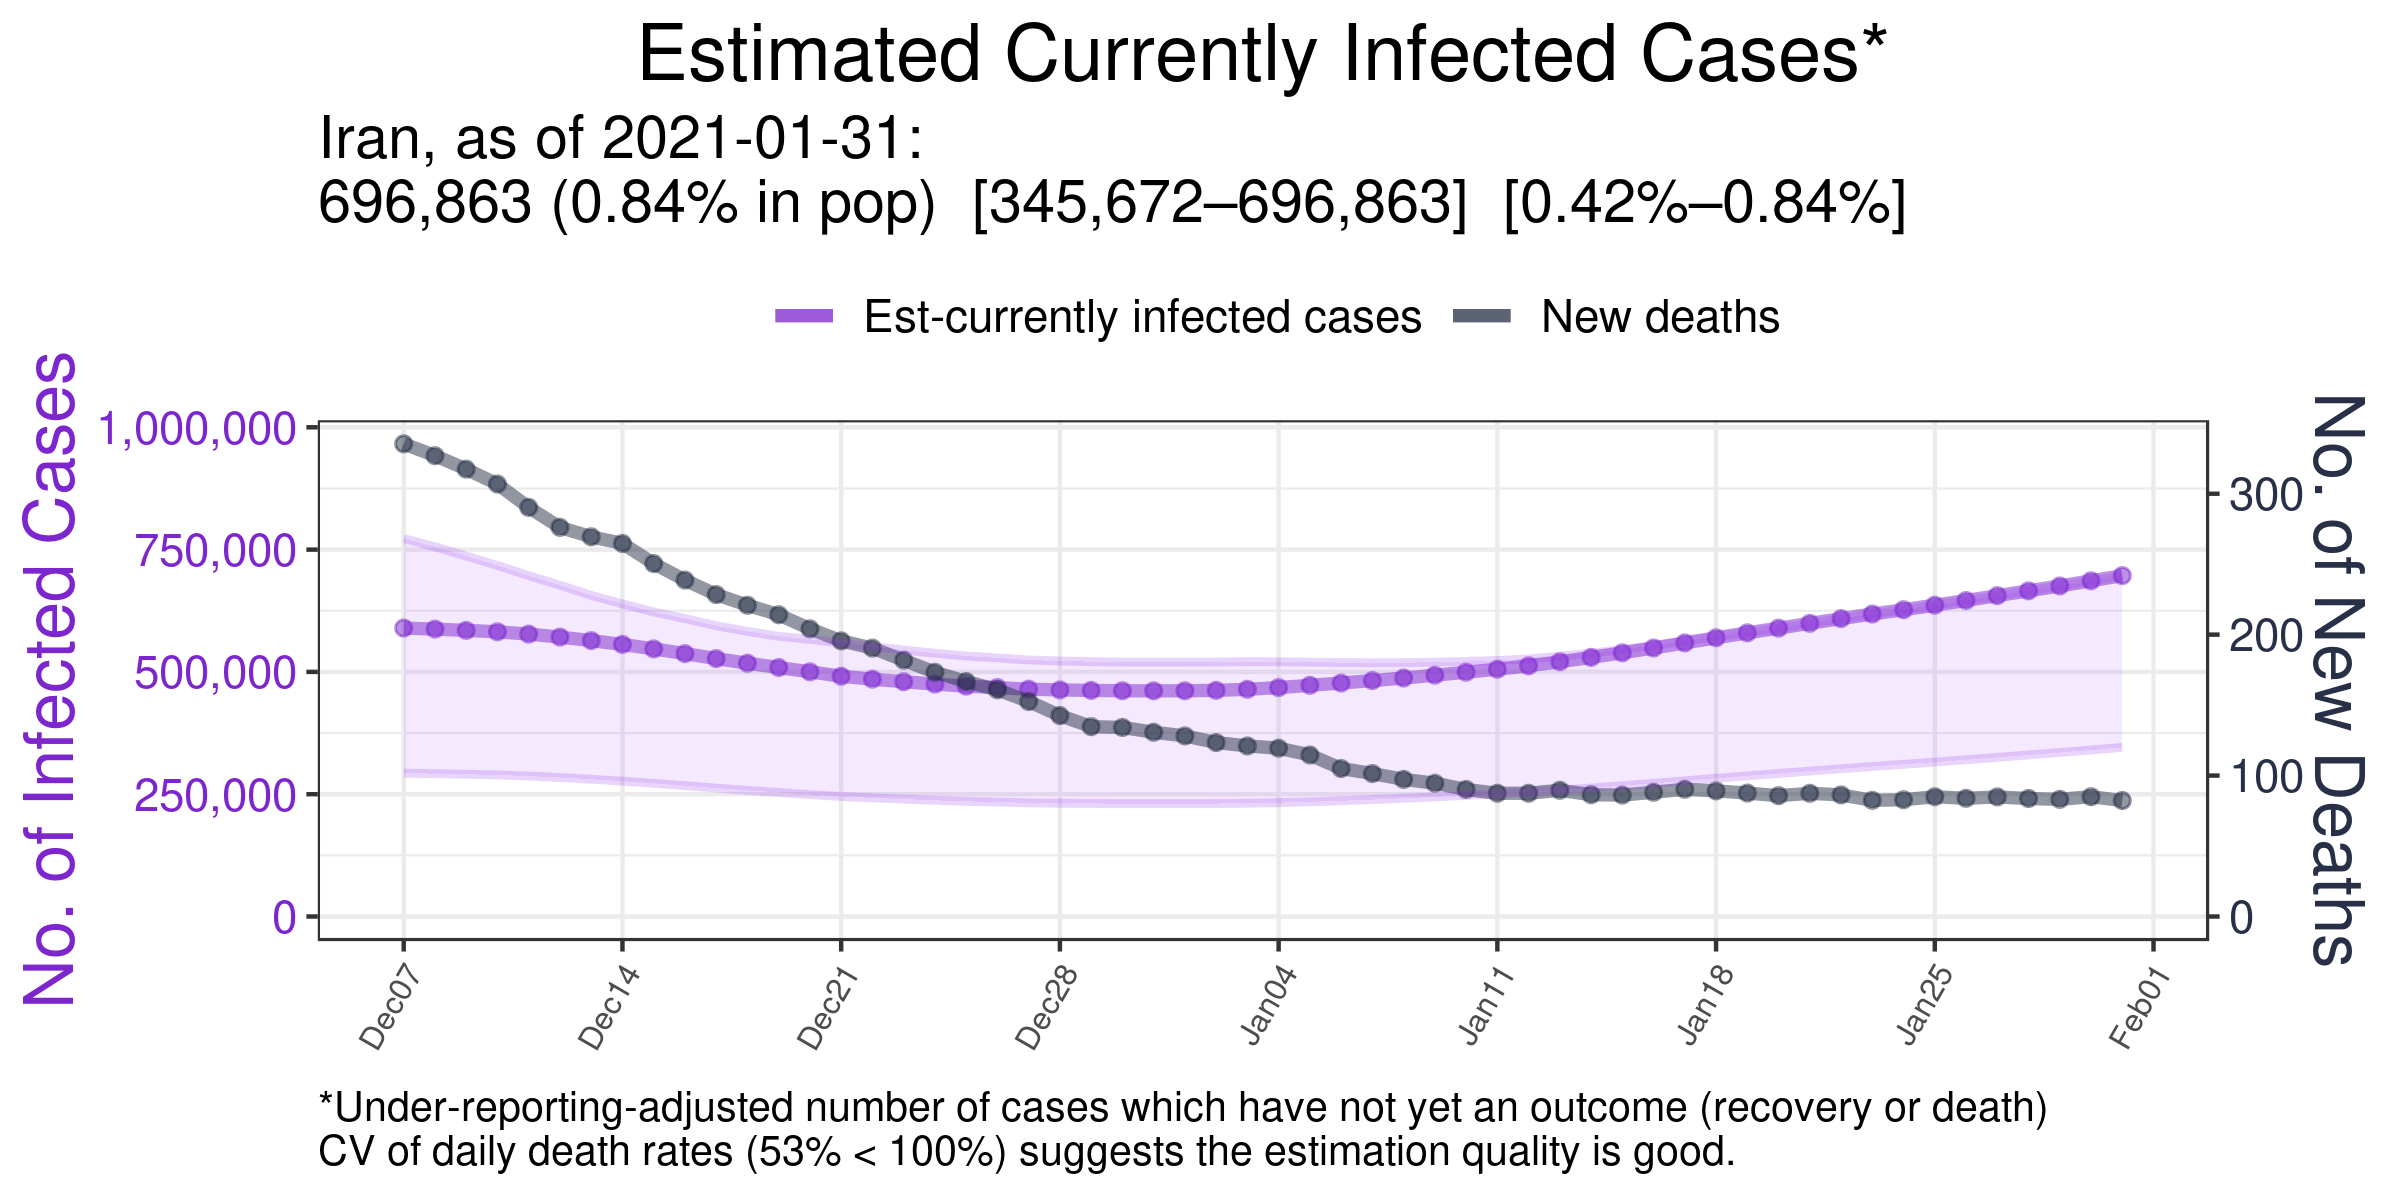 Estimated Currently Infected Cases*
Iran, as of 2021-01-31:
696,863 (0.84% in pop)  [345,672–696,863]  [0.42%–0.84%]
Est-currently infected cases
New deaths
No. of Infected Cases
1,000,000
750,000
500,000
250,000
0
300
200
100
0
No. of New Deaths
Dec07
Dec14
Dec21
Dec28
Jan04
Jan11
Jan18
Jan25
Feb01
*Under-reporting-adjusted number of cases which have not yet an outcome (recovery or death)
CV of daily death rates (53% < 100%) suggests the estimation quality is good.